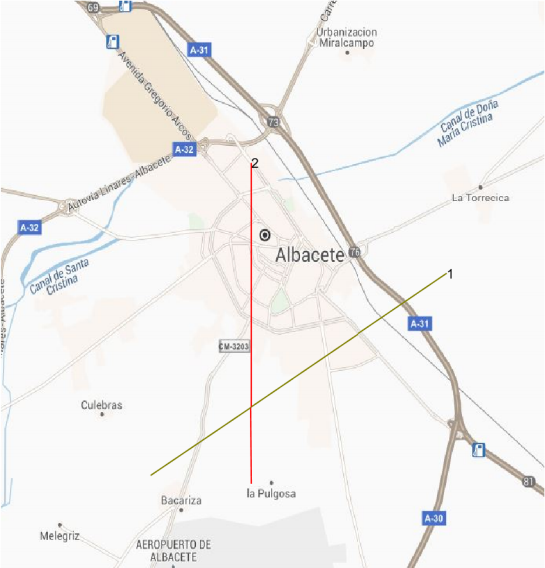 69
A-31
Carre
Urbanizacion
Miralcampo
Avenida Gregorio Arcos
73
Canal de Doña
María Cristina
A-32
2
Autovía Linares-Albacete
La Torrecica
A-32
Albacete
76
Canal de Santa
Cristina
1
A-31
CM-3203
Culebras
la Pulgosa
81
Bacariza
A-30
Melegriz
AEROPUERTO DE
ALBACETE